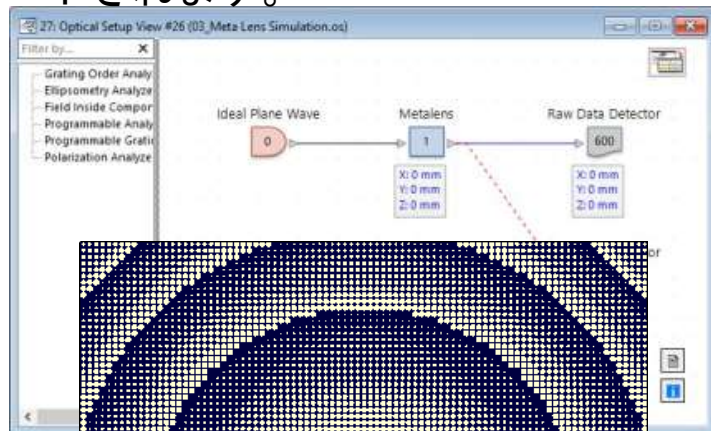 27: Optical Setup View #26 (03_Meta Lens Simulation.os)
Filter by... X
Grating Order Analy
Ellipsometry Analyze
Field Inside Compor
Programmable Analy
Programmable Gratin
Polarization Analyze
Ideal Plane Wave
Metalens
Raw Data Detector
0
1
600
X: 0 mm
Y: 0 mm
Z: 0 mm
X: 0 mm
Y: 0 mm
Z: 0 mm
or